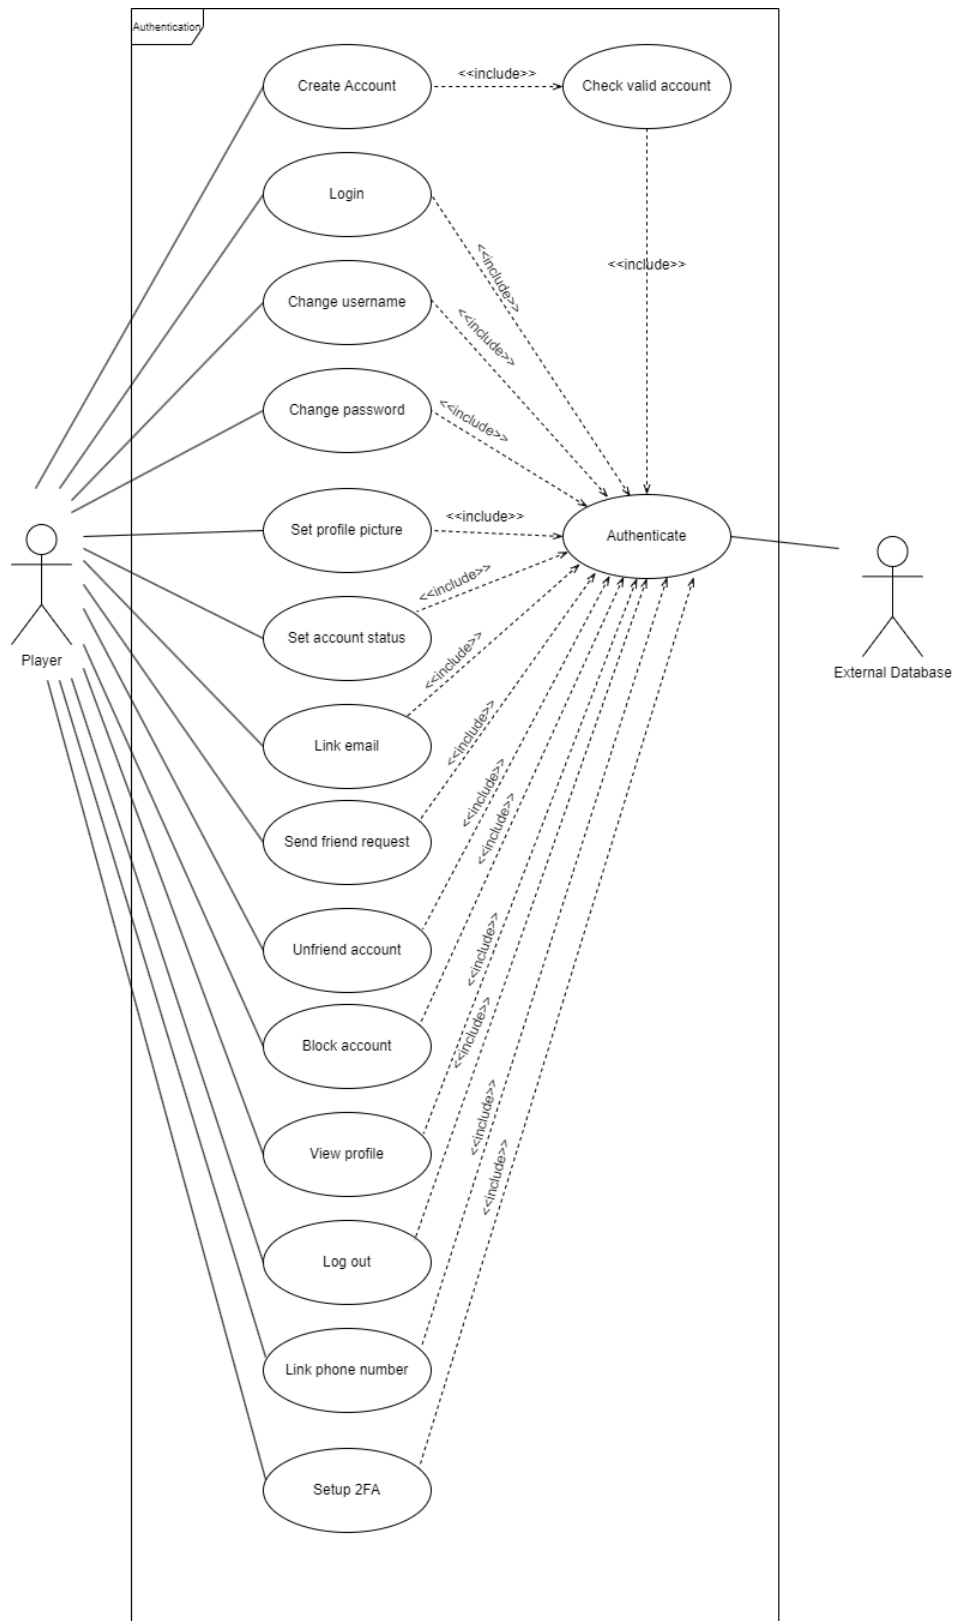 Authentication
Create Account
<<include>>
Check valid account
Login
<<include>>
<<include>>
Change username
<<include>>
Change password
<<include>>
Set profile picture
<<include>>
Authenticate
Set account status
<<include>>
Player
External Database
Link email
<<include>>
Send friend request
<<include>>
Unfriend account
<<include>>
Block account
<<include>>
View profile
<<include>>
Log out
<<include>>
Link phone number
<<include>>
Setup 2FA
<<include>>